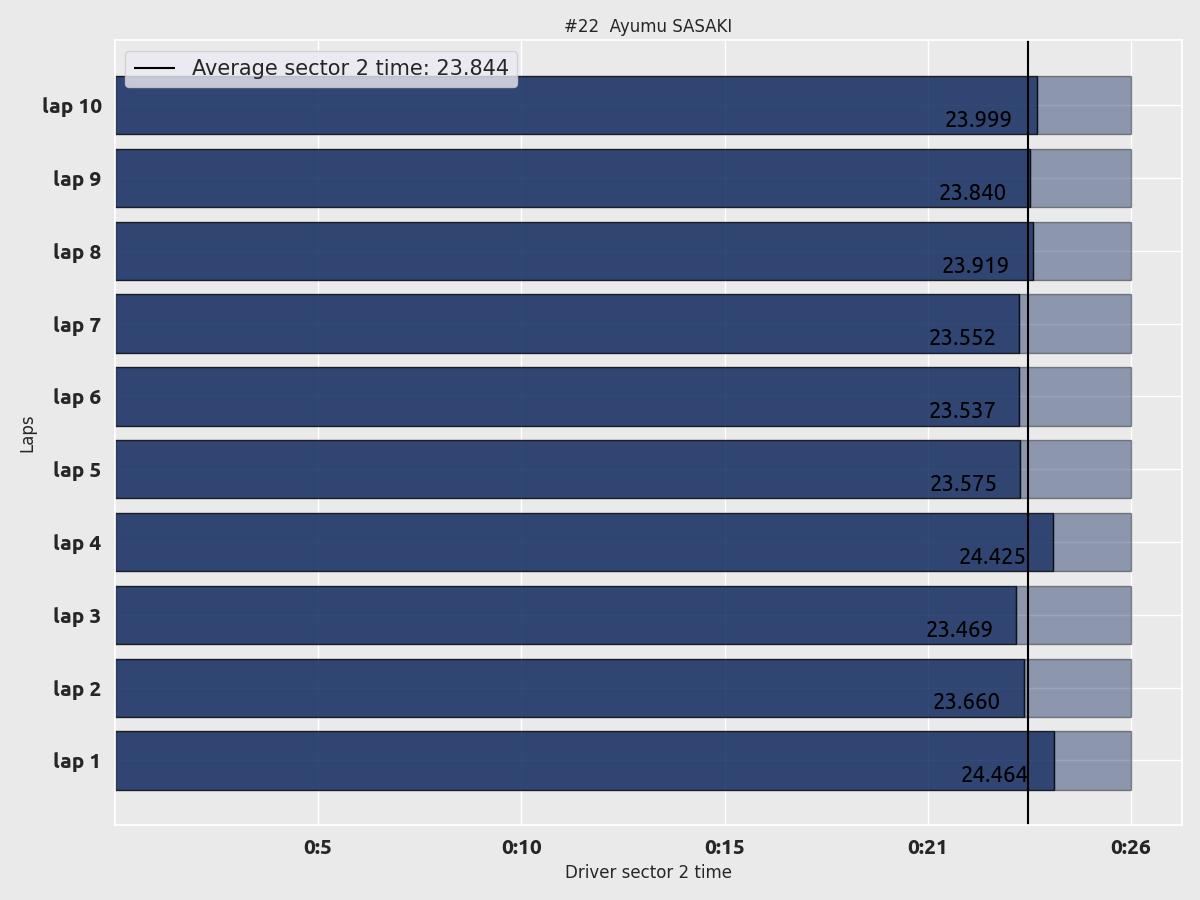 #22  Ayumu SASAKI
Average sector 2 time: 23.844
lap 10
23.999
lap 9
23.840
lap 8
23.919
lap 7
23.552
lap 6
23.537
lap 5
23.575
lap 4
24.425
lap 3
23.469
lap 2
23.660
lap 1
24.464
Laps
0:5 0:10 0:15 0:21 0:26
Driver sector 2 time